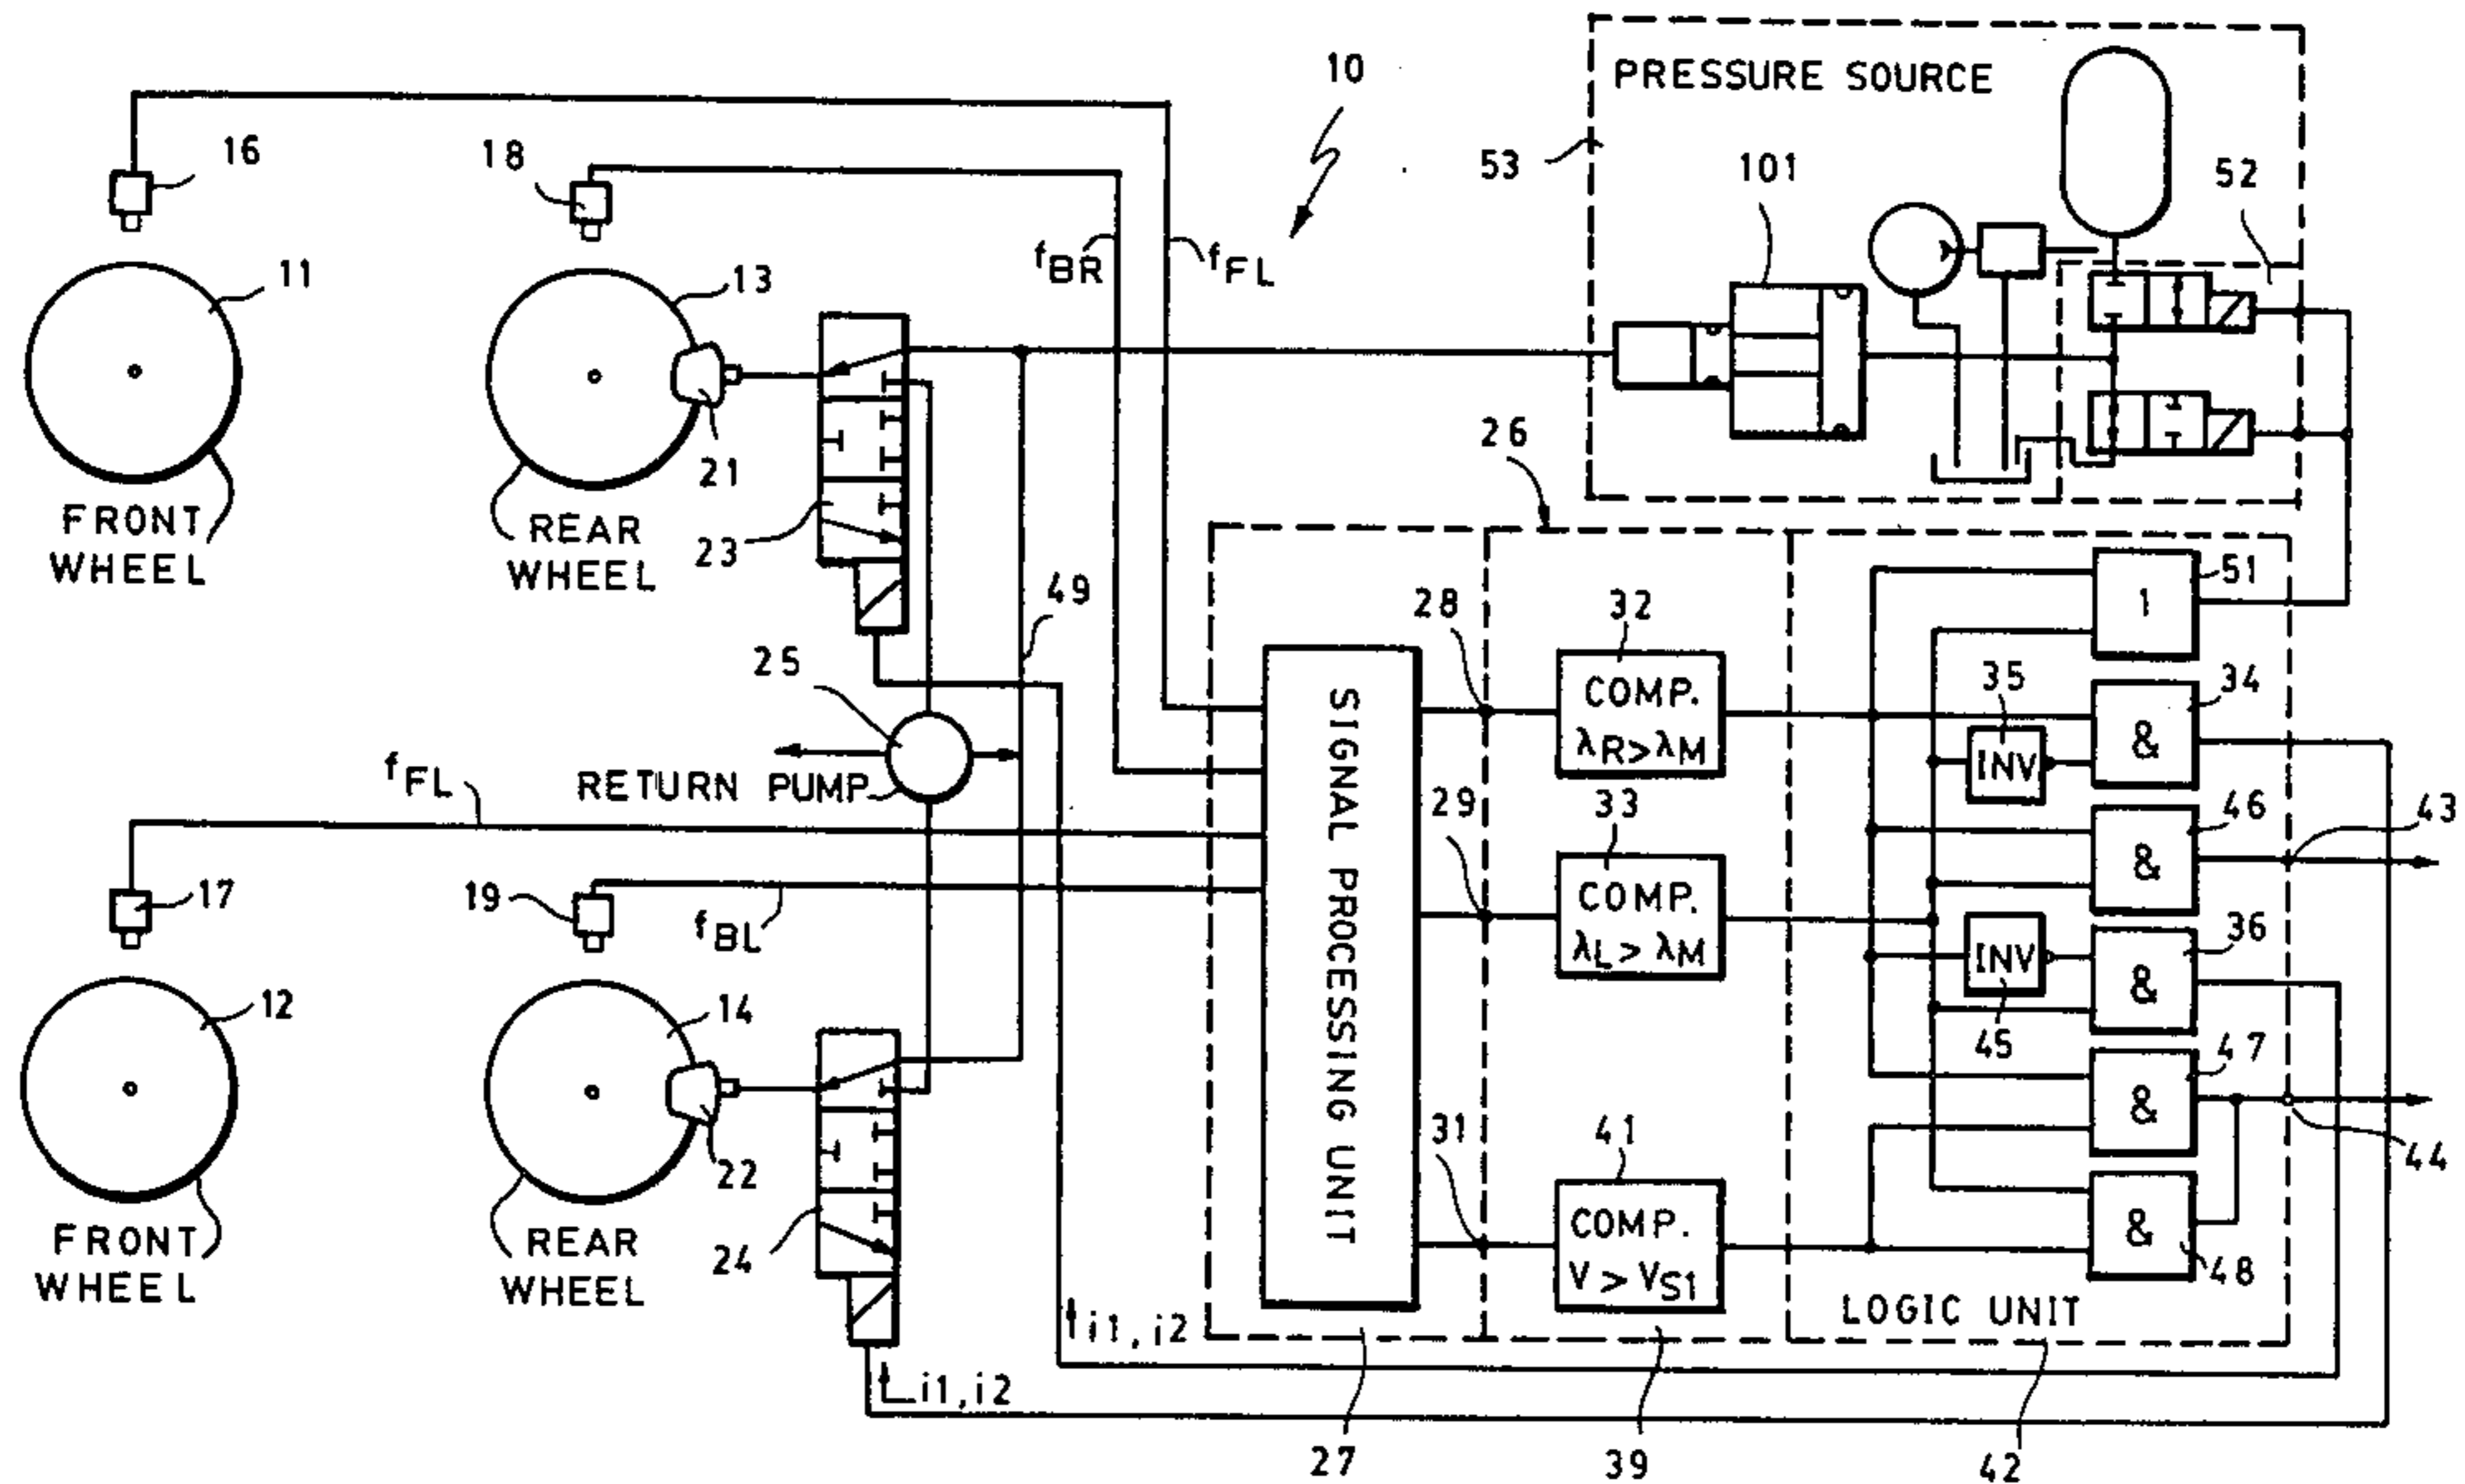 10
PRESSURE SOURCE
16
18
53
101
52
11
13
fBR
fFL
21
26
FRONT
WHEEL
REAR
WHEEL
23
49
28
32
51
1
25
COMP.
λR>λM
35
34
INV
&
fFL
RETURN PUMP
SIGNAL PROCESSING UNIT
29
33
46
43
&
17
19
fBL
COMP.
λL>λM
36
INV
&
45
12
14
47
&
31
41
44
22
24
COMP.
V>VS1
&
48
FRONT
WHEEL
REAR
WHEEL
LOGIC UNIT
i1,i2
i1,i2
27
39
42